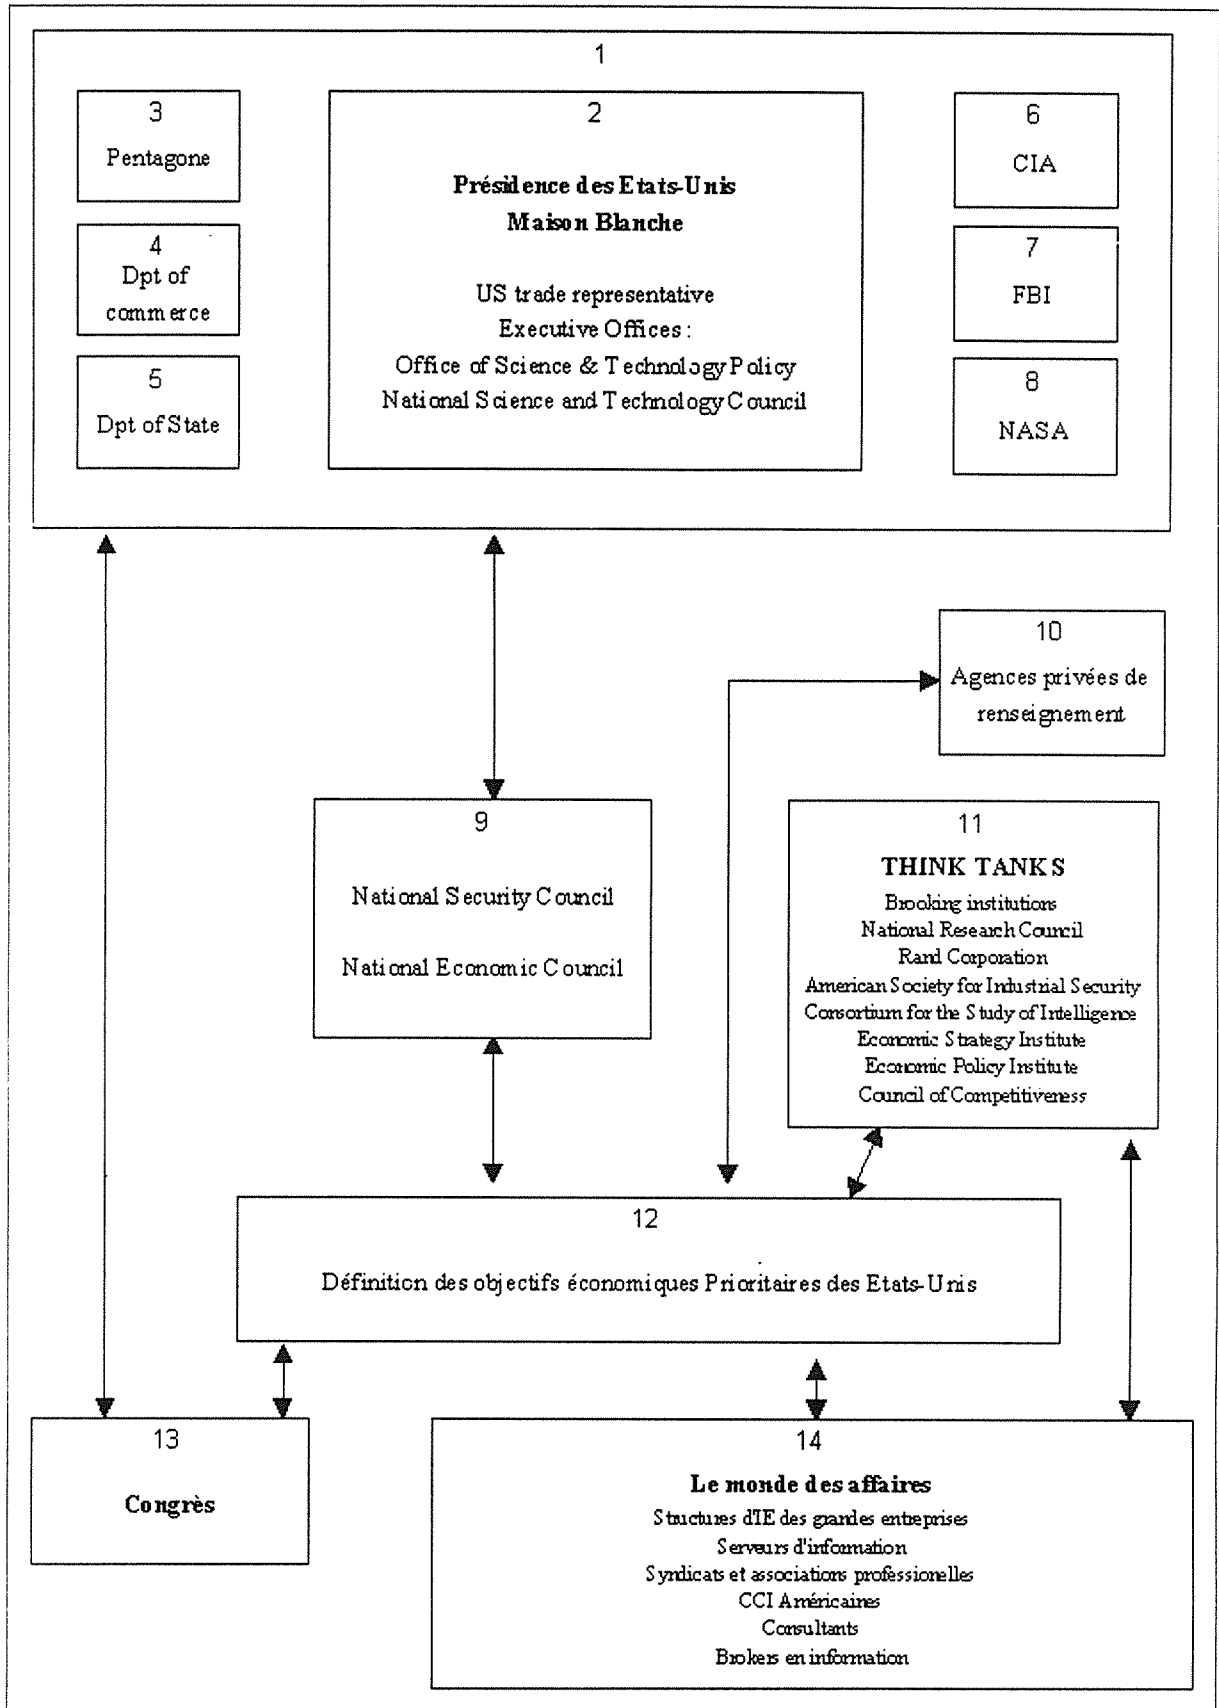 1
3
Pentagone
4
Dpt of
commerce
5
Dpt of State
2
Présidence des Etats-Unis
Maison Blanche
US trade representative
Executive Offices :
Office of Science & Technology Policy
National Science and Technology Council
6
CIA
7
FBI
8
NASA
10
Agences privées de
renseignement
9
National Security Council
National Economic Council
11
THINK TANKS
Brooking institutions
National Research Council
Rand Corporation
American Society for Industrial Security
Consortium for the Study of Intelligence
Economic Strategy Institute
Economic Policy Institute
Council of Competitiveness
12
Définition des objectifs économiques Prioritaires des Etats-Unis
13
Congrès
14
Le monde des affaires
Structures d'IE des grandes entreprises
Serveurs d'information
Syndicats et associations professionelles
CCI Américaines
Consultants
Brokers en information